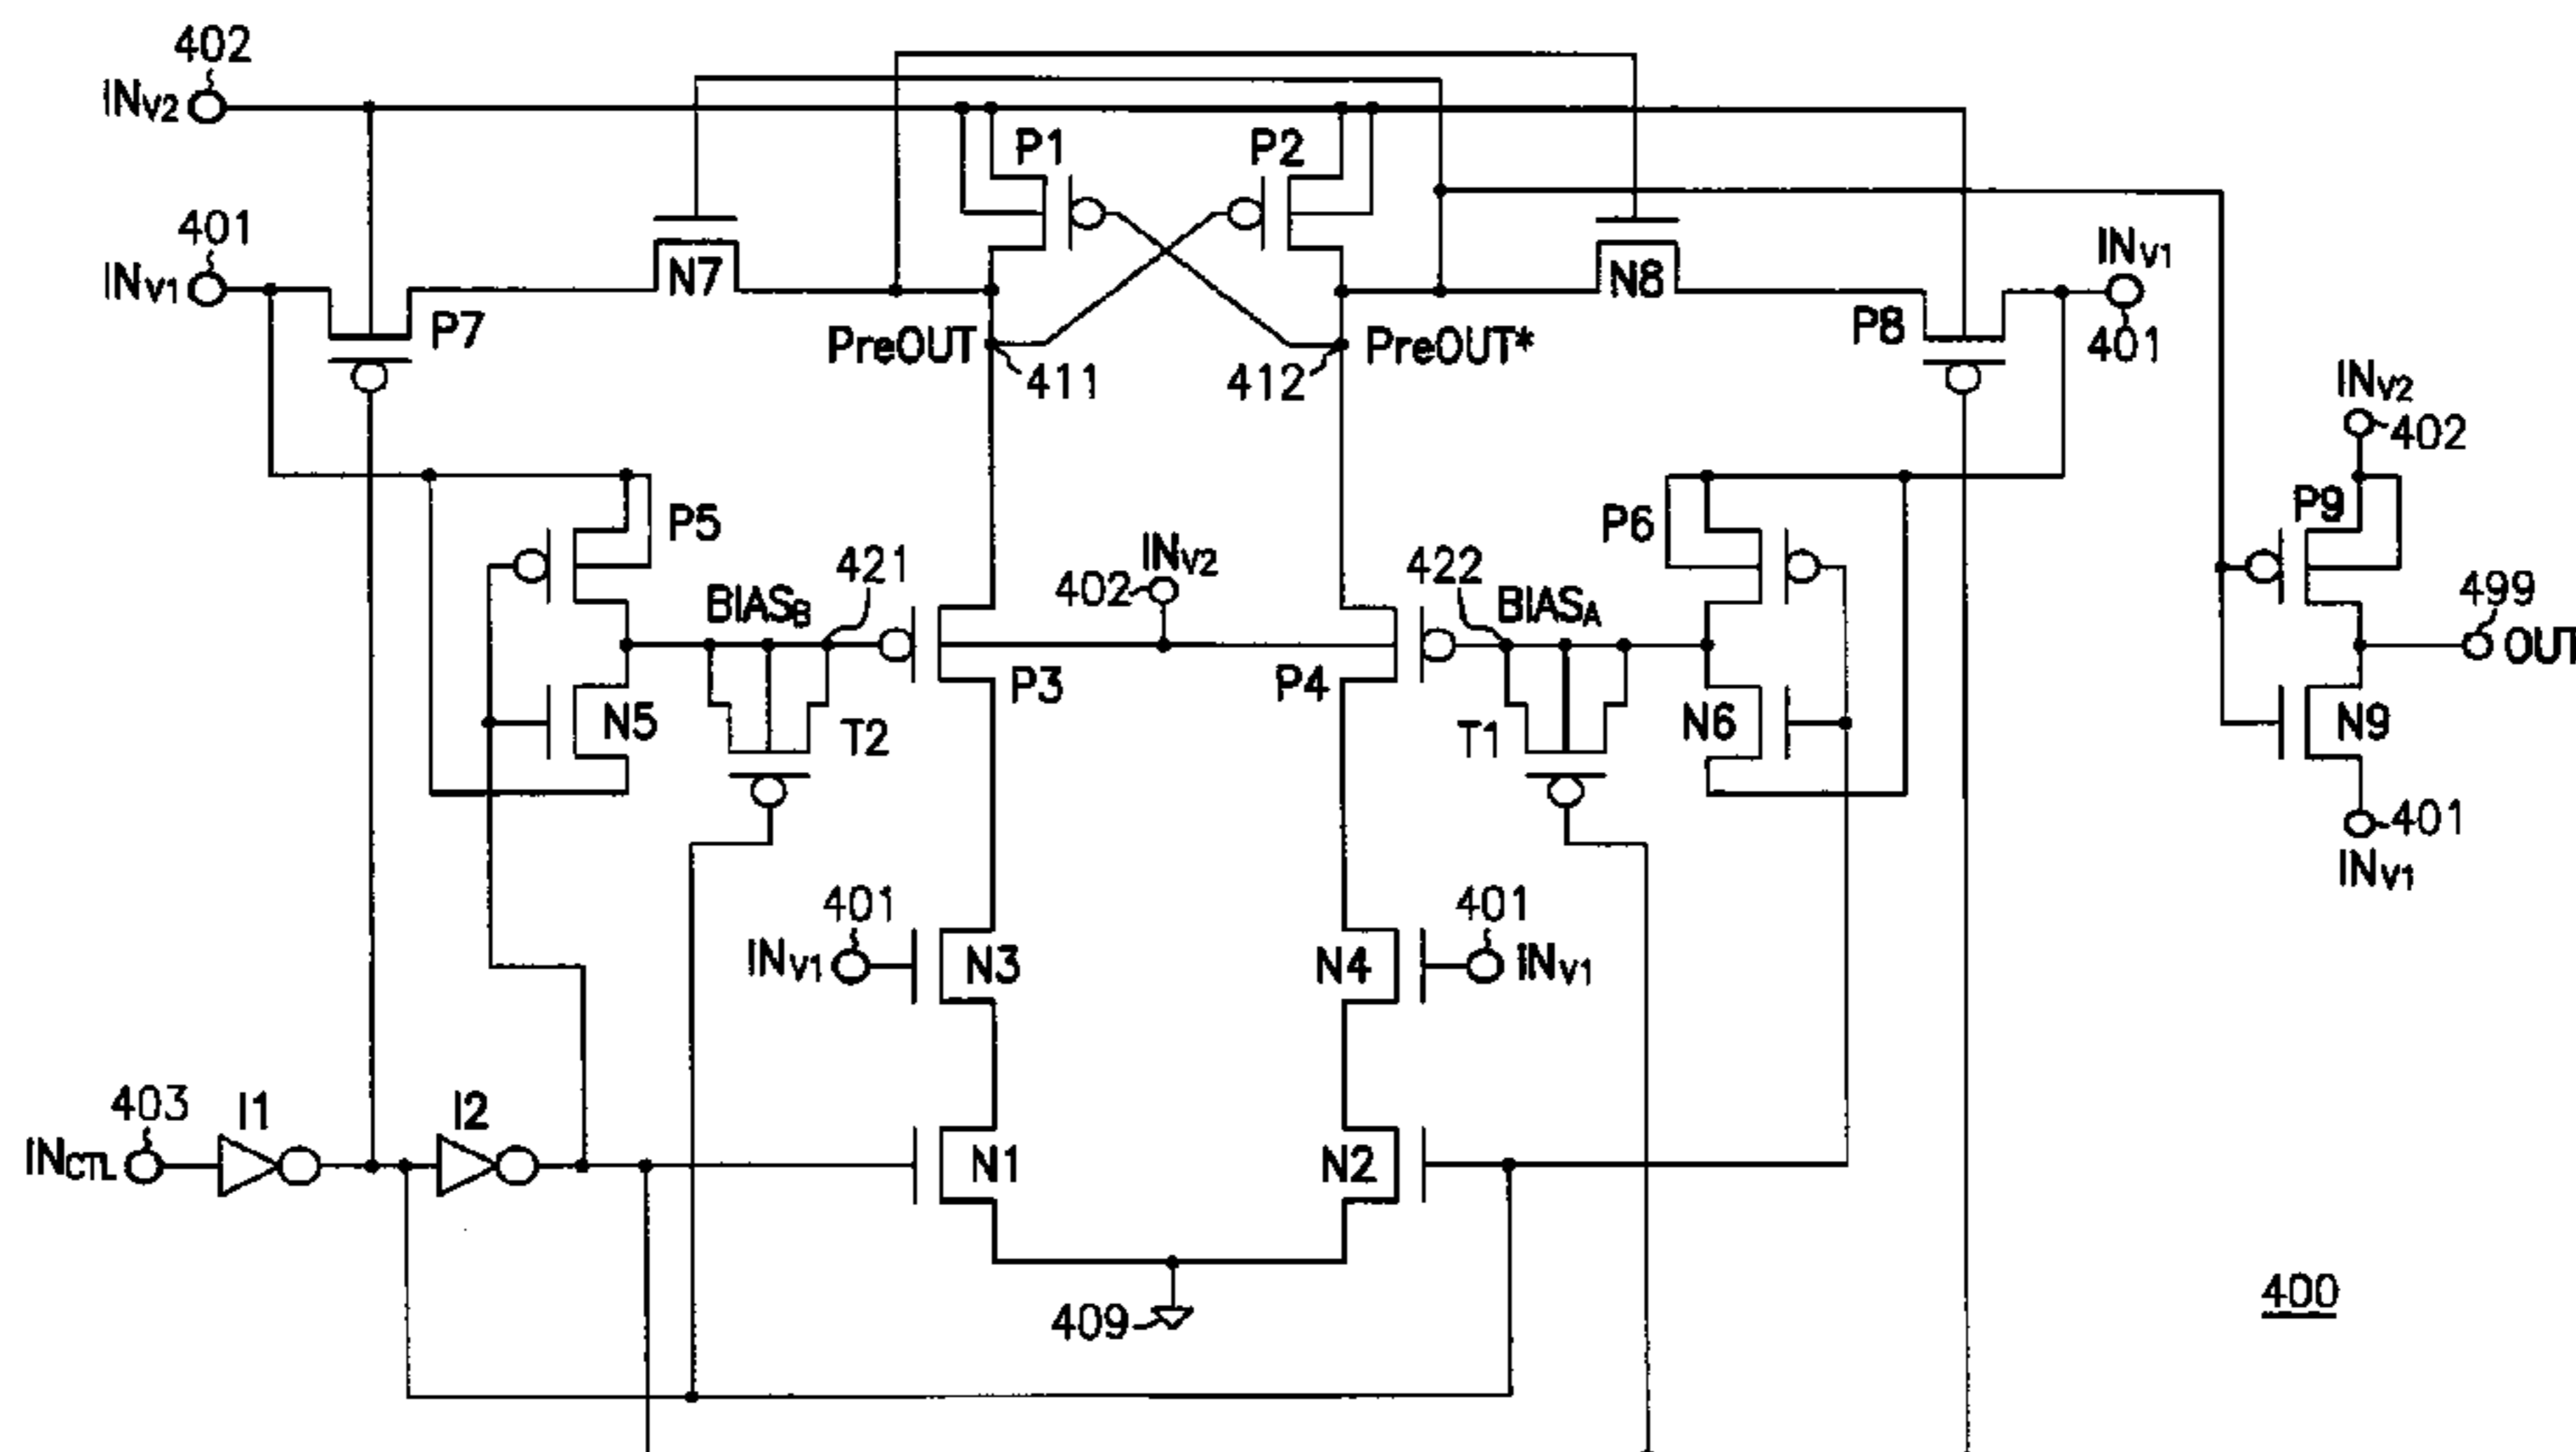 402
INV2
P1
P2
401
INV1
P7
N7
N8
P8
INV1
401
PreOUT
411
412
PreOUT*
INV2
402
P5
BIASB
421
INV2
402
422
BIASA
P6
P9
499
OUT
N5
T2
P3
P4
T1
N6
N9
401
INV1
401
INV1
N3
N4
401
INV1
403
INCTL
I1
I2
N1
N2
409
400